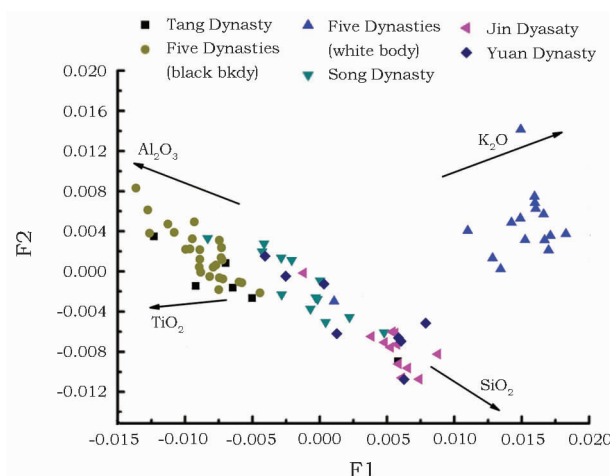 Tang Dynasty
Five Dynasties
(black bkdy)
Five Dynasties
(white body)
Song Dynasty
Jin Dyasaty
Yuan Dynasty
0.020
0.016
0.012
0.008
0.004
0.000
-0.004
-0.008
-0.012
-0.016
F2
Al₂O₃
K₂O
TiO₂
SiO₂
-0.015 -0.010 -0.005 0.000 0.005 0.010 0.015 0.020
F1